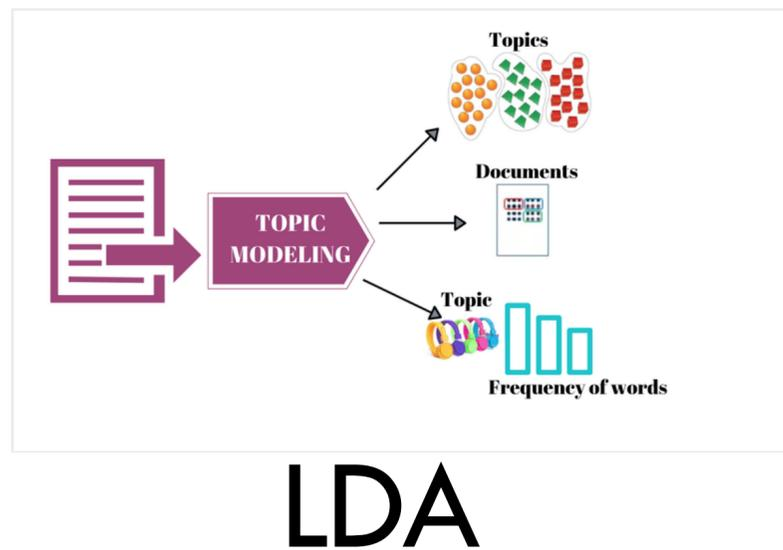 Topics
Documents
TOPIC
MODELING
Topic
Frequency of words
LDA